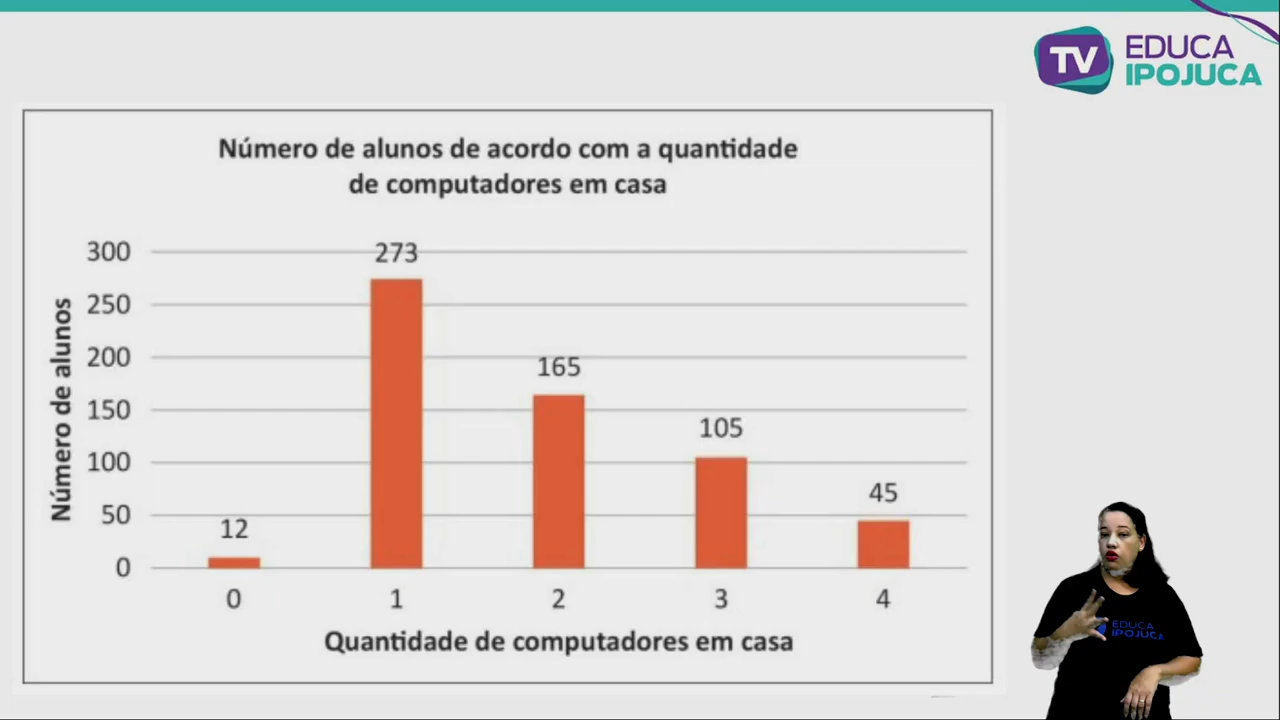 TV EDUCA
IPOJUCA
Número de alunos de acordo com a quantidade
de computadores em casa
Número de alunos
300
250
200
150
100
50
0
12
273
165
105
45
0 1 2 3 4
Quantidade de computadores em casa
EDUCA
IPOJUCA